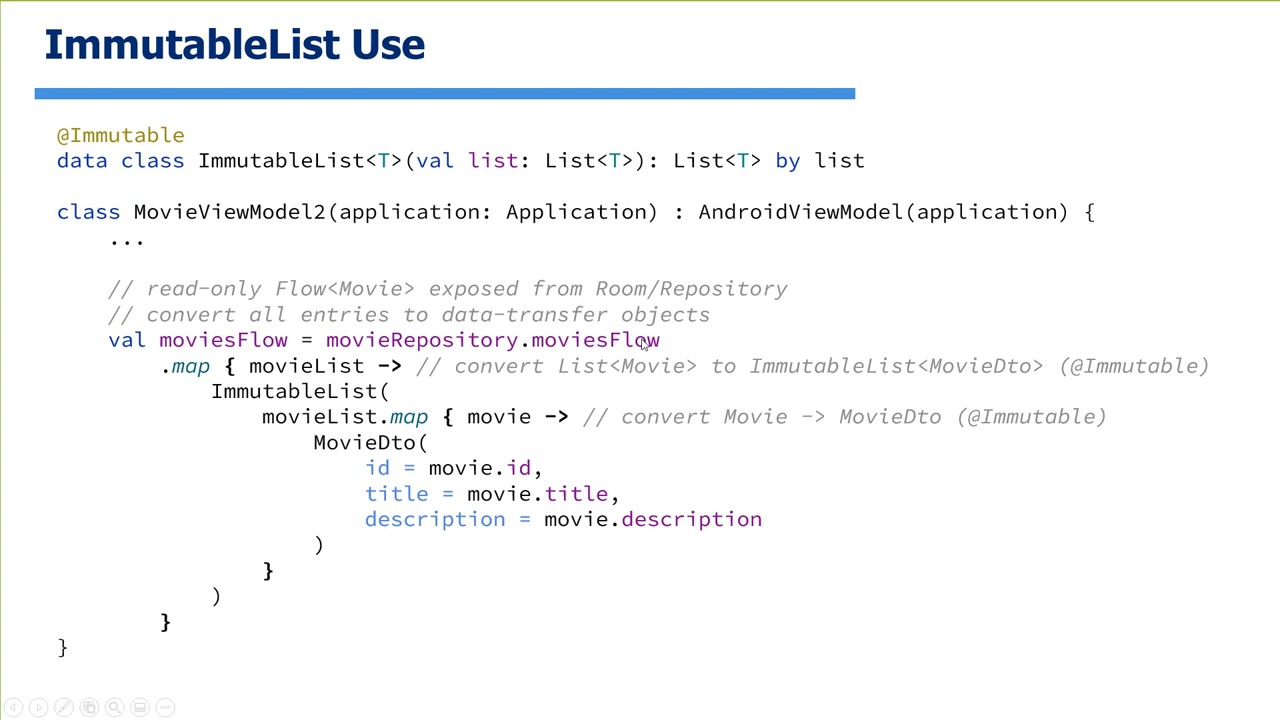 ImmutableList Use
@Immutable
data class ImmutableList<T>(val list: List<T>): List<T> by list
class MovieViewModel2(application: Application) : AndroidViewModel(application) {
...
// read-only Flow<Movie> exposed from Room/Repository
// convert all entries to data-transfer objects
val moviesFlow = movieRepository.moviesFlow
.map { movieList -> // convert List<Movie> to ImmutableList<MovieDto> (@Immutable)
ImmutableList(
movieList.map { movie -> // convert Movie -> MovieDto (@Immutable)
MovieDto(
id = movie.id,
title = movie.title,
description = movie.description
)
}
)
}
}